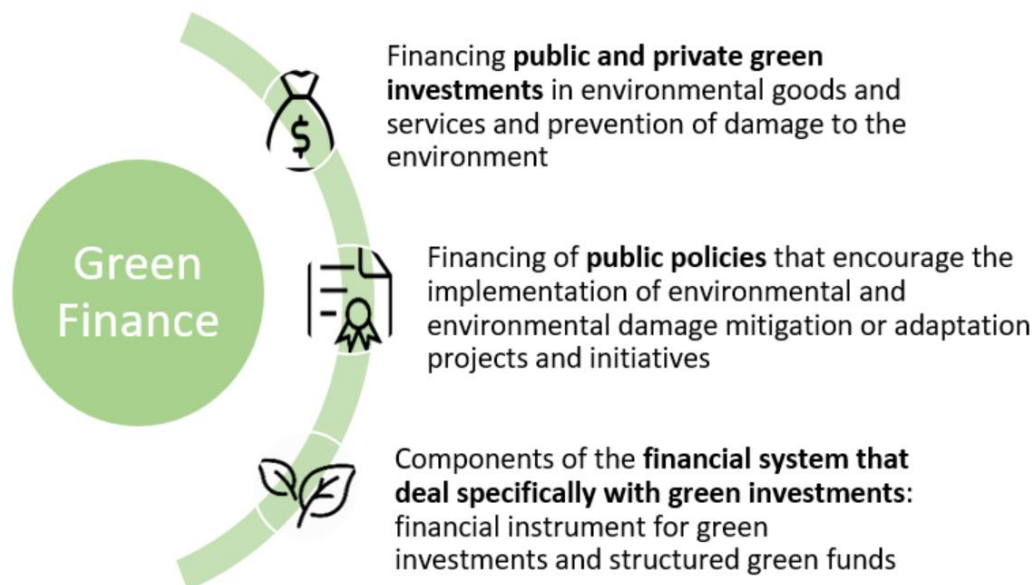 Financing public and private green
investments in environmental goods and
services and prevention of damage to the
environment
$
Green
Finance
Financing of public policies that encourage the
implementation of environmental and
environmental damage mitigation or adaptation
projects and initiatives
Components of the financial system that
deal specifically with green investments:
financial instrument for green
investments and structured green funds